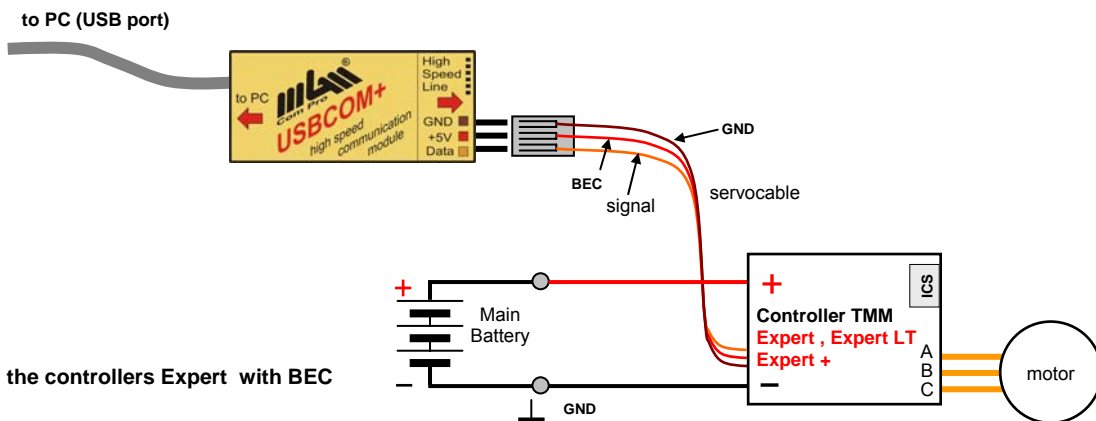 to PC (USB port)
to PC
mgm
®
Com Pro
USBCOM+
high speed
communication
module
High
Speed
Line
GND
+5V
Data
GND
BEC
signal
servocable
+
Main
Battery
–
GND
the controllers Expert with BEC
+
ICS
Controller TMM
Expert , Expert LT
Expert +
–
A
B
C
motor